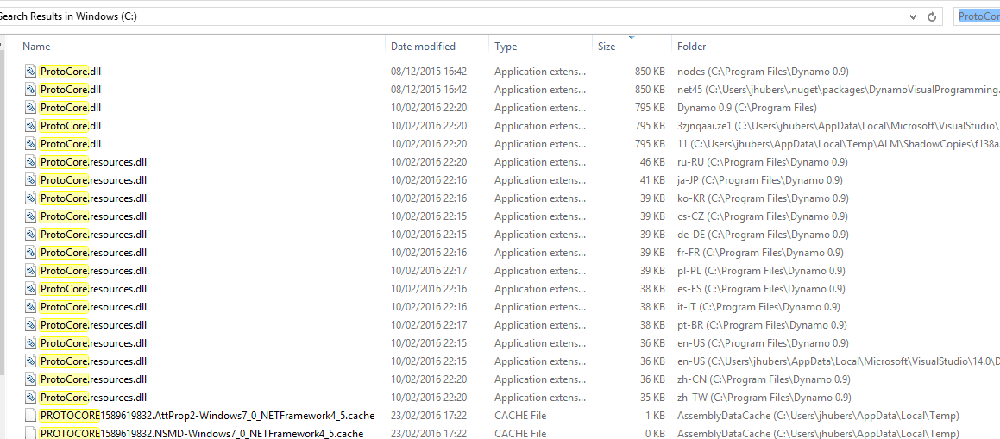 Search Results in Windows (C:) ProtoCor
Name Date modified Type Size Folder
ProtoCore.dll 08/12/2015 16:42 Application extens... 850 KB nodes (C:\Program Files\Dynamo 0.9)
ProtoCore.dll 08/12/2015 16:42 Application extens... 850 KB net45 (C:\Users\jhubers\.nuget\packages\DynamoVisualProgramming.
ProtoCore.dll 10/02/2016 22:20 Application extens... 795 KB Dynamo 0.9 (C:\Program Files)
ProtoCore.dll 10/02/2016 22:20 Application extens... 795 KB 3zjnqaai.ze1 (C:\Users\jhubers\AppData\Local\Microsoft\VisualStudio\
ProtoCore.dll 10/02/2016 22:20 Application extens... 795 KB 11 (C:\Users\jhubers\AppData\Local\Temp\ALM\ShadowCopies\f138a
ProtoCore.resources.dll 10/02/2016 22:20 Application extens... 46 KB ru-RU (C:\Program Files\Dynamo 0.9)
ProtoCore.resources.dll 10/02/2016 22:16 Application extens... 41 KB ja-JP (C:\Program Files\Dynamo 0.9)
ProtoCore.resources.dll 10/02/2016 22:16 Application extens... 39 KB ko-KR (C:\Program Files\Dynamo 0.9)
ProtoCore.resources.dll 10/02/2016 22:15 Application extens... 39 KB cs-CZ (C:\Program Files\Dynamo 0.9)
ProtoCore.resources.dll 10/02/2016 22:15 Application extens... 39 KB de-DE (C:\Program Files\Dynamo 0.9)
ProtoCore.resources.dll 10/02/2016 22:16 Application extens... 39 KB fr-FR (C:\Program Files\Dynamo 0.9)
ProtoCore.resources.dll 10/02/2016 22:17 Application extens... 39 KB pl-PL (C:\Program Files\Dynamo 0.9)
ProtoCore.resources.dll 10/02/2016 22:16 Application extens... 38 KB es-ES (C:\Program Files\Dynamo 0.9)
ProtoCore.resources.dll 10/02/2016 22:16 Application extens... 38 KB it-IT (C:\Program Files\Dynamo 0.9)
ProtoCore.resources.dll 10/02/2016 22:17 Application extens... 38 KB pt-BR (C:\Program Files\Dynamo 0.9)
ProtoCore.resources.dll 10/02/2016 22:15 Application extens... 36 KB en-US (C:\Program Files\Dynamo 0.9)
ProtoCore.resources.dll 10/02/2016 22:15 Application extens... 36 KB en-US (C:\Users\jhubers\AppData\Local\Microsoft\VisualStudio\14.0\D
ProtoCore.resources.dll 10/02/2016 22:20 Application extens... 36 KB zh-CN (C:\Program Files\Dynamo 0.9)
ProtoCore.resources.dll 10/02/2016 22:20 Application extens... 35 KB zh-TW (C:\Program Files\Dynamo 0.9)
PROTOCORE1589619832.AttProp2-Windows7_0_NETFramework4_5.cache 23/02/2016 17:22 CACHE File 1 KB AssemblyDataCache (C:\Users\jhubers\AppData\Local\Temp)
PROTOCORE1589619832.NSMD-Windows7_0_NETFramework4_5.cache 23/02/2016 17:22 CACHE File 0 KB AssemblyDataCache (C:\Users\jhubers\AppData\Local\Temp)